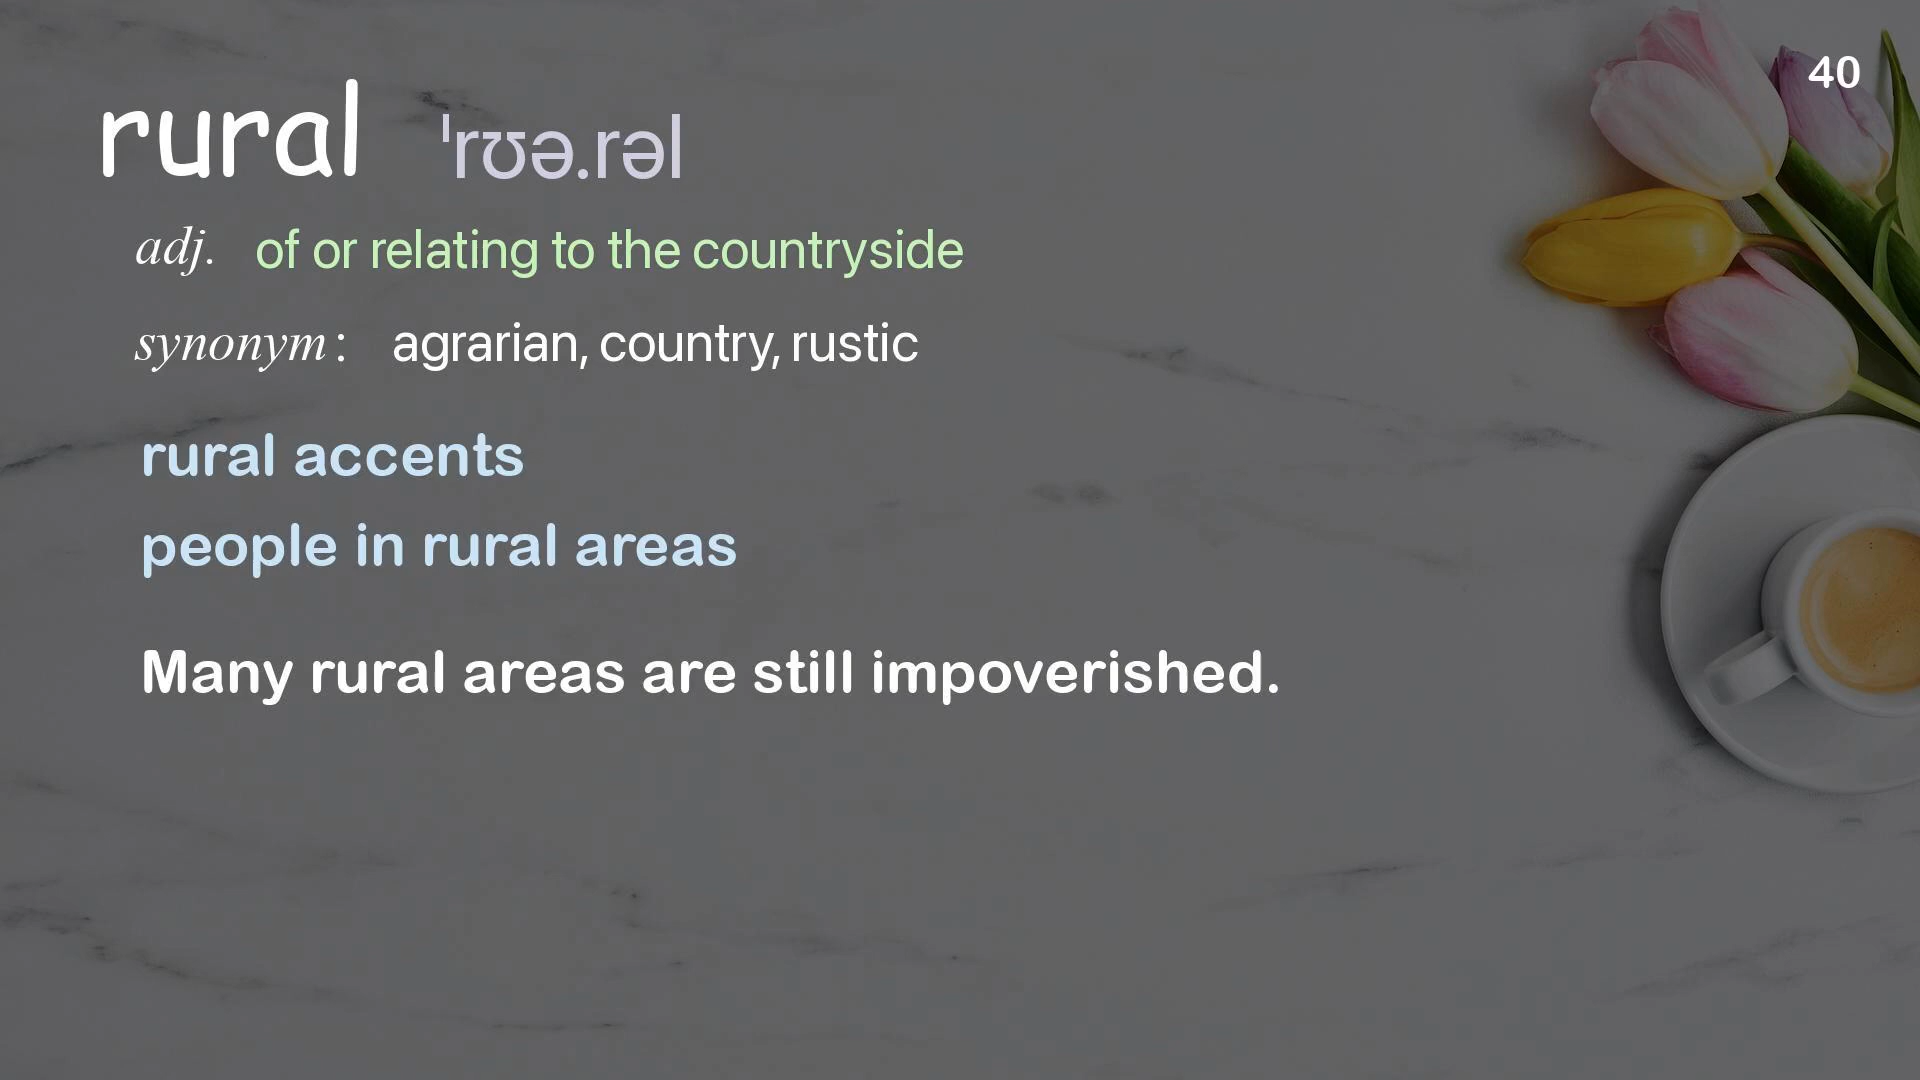 40
rural ˈrʊə.rəl
adj. of or relating to the countryside
synonym: agrarian, country, rustic
rural accents
people in rural areas
Many rural areas are still impoverished.